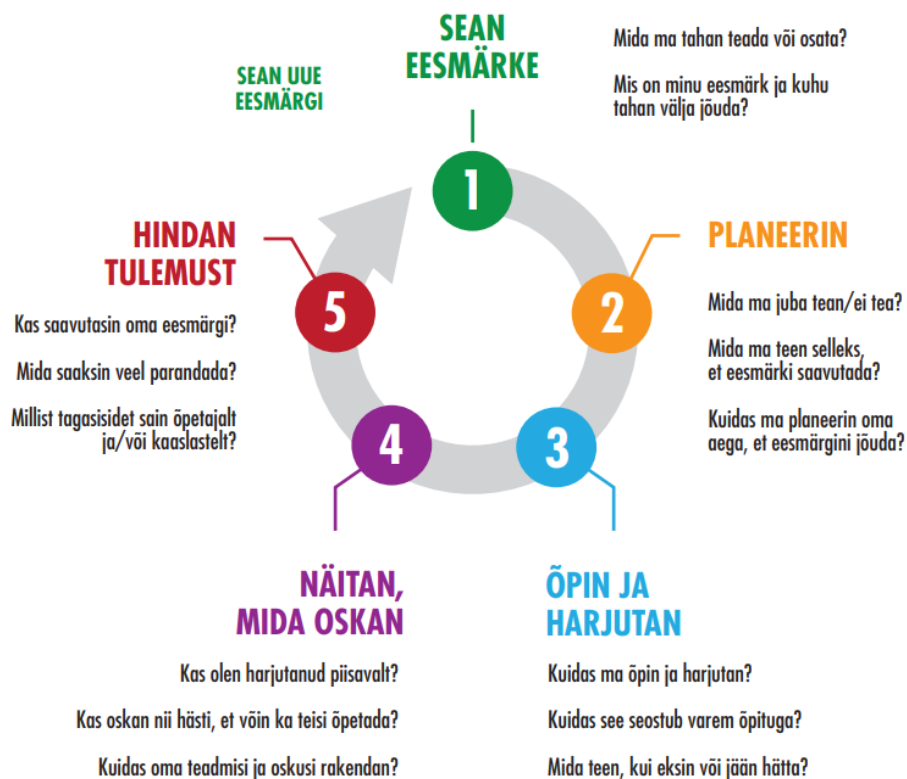 SEAN
EESMÄRKE
Mida ma tahan teada või osata?
Mis on minu eesmärk ja kuhu
tahan välja jõuda?
SEAN UUE
EESMÄRGI
1
HINDAN
TULEMUST
5
Kas saavutasin oma eesmärgi?
Mida saaksin veel parandada?
Millist tagasisidet sain õpetajalt
ja/või kaaslastelt?
2
PLANEERIN
Mida ma juba tean/ei tea?
Mida ma teen selleks,
et eesmärki saavutada?
Kuidas ma planeerin oma
aega, et eesmärgini jõuda?
4
3
NÄITAN,
MIDA OSKAN
Kas olen harjutanud piisavalt?
Kas oskan nii hästi, et võin ka teisi õpetada?
Kuidas oma teadmisi ja oskusi rakendan?
ÕPIN JA
HARJUTAN
Kuidas ma õpin ja harjutan?
Kuidas see seostub varem õpituga?
Mida teen, kui eksin või jään hätta?